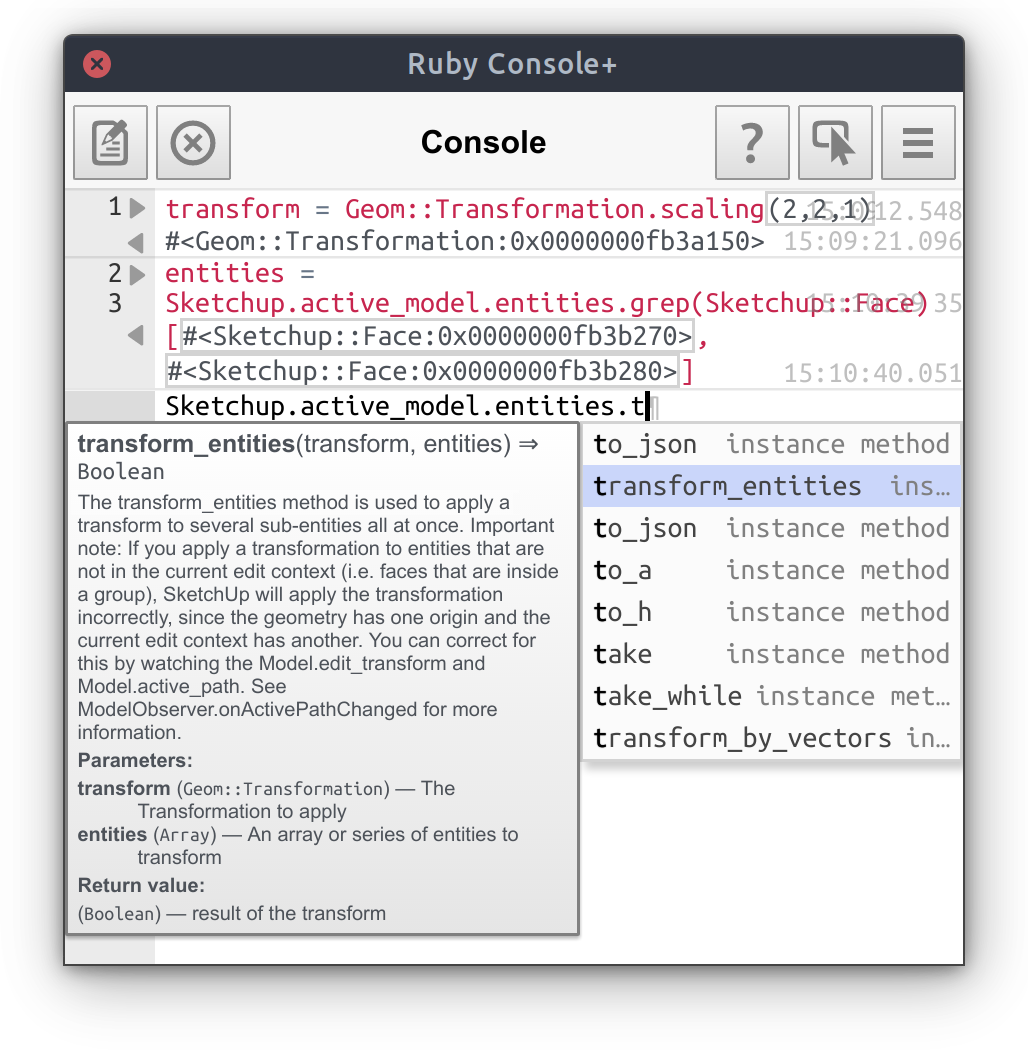 Ruby Console+
Console
1 transform = Geom::Transformation.scaling(2,2,1)
#<Geom::Transformation:0x0000000fb3a150> 15:09:21.096
2 entities =
3 Sketchup.active_model.entities.grep(Sketchup::Face)
[#<Sketchup::Face:0x0000000fb3b270>,
#<Sketchup::Face:0x0000000fb3b280>] 15:10:40.051
Sketchup.active_model.entities.t¶
transform_entities(transform, entities) ⇒
Boolean
The transform_entities method is used to apply a
transform to several sub-entities all at once. Important
note: If you apply a transformation to entities that are
not in the current edit context (i.e. faces that are inside
a group), SketchUp will apply the transformation
incorrectly, since the geometry has one origin and the
current edit context has another. You can correct for
this by watching the Model.edit_transform and
Model.active_path. See
ModelObserver.onActivePathChanged for more
information.
Parameters:
transform (Geom::Transformation) — The
Transformation to apply
entities (Array) — An array or series of entities to
transform
Return value:
(Boolean) — result of the transform
to_json instance method
transform_entities ins…
to_json instance method
to_a instance method
to_h instance method
take instance method
take_while instance met…
transform_by_vectors in…